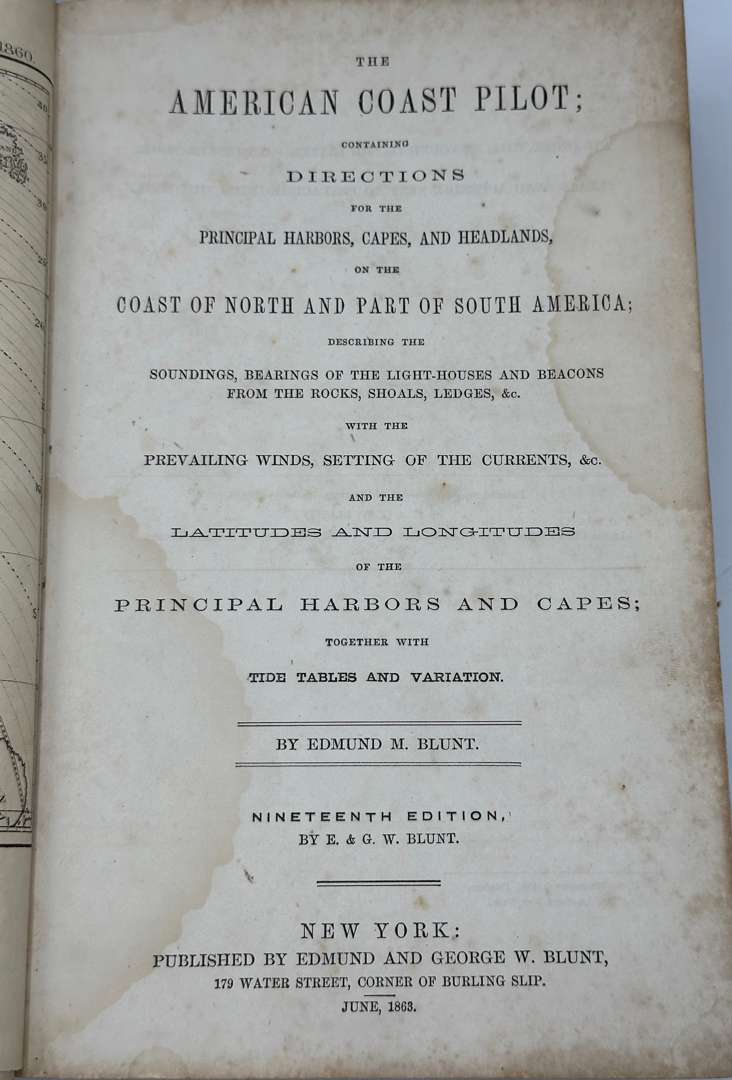 1860.
THE
AMERICAN COAST PILOT;
CONTAINING
DIRECTIONS
FOR THE
PRINCIPAL HARBORS, CAPES, AND HEADLANDS,
ON THE
COAST OF NORTH AND PART OF SOUTH AMERICA;
DESCRIBING THE
SOUNDINGS, BEARINGS OF THE LIGHT-HOUSES AND BEACONS
FROM THE ROCKS, SHOALS, LEDGES, &c.
WITH THE
PREVAILING WINDS, SETTING OF THE CURRENTS, &c.
AND THE
LATITUDES AND LONGITUDES
OF THE
PRINCIPAL HARBORS AND CAPES;
TOGETHER WITH
TIDE TABLES AND VARIATION.
BY EDMUND M. BLUNT.
NINETEENTH EDITION,
BY E. & G. W. BLUNT.
NEW YORK:
PUBLISHED BY EDMUND AND GEORGE W. BLUNT,
179 WATER STREET, CORNER OF BURLING SLIP.
JUNE, 1863.